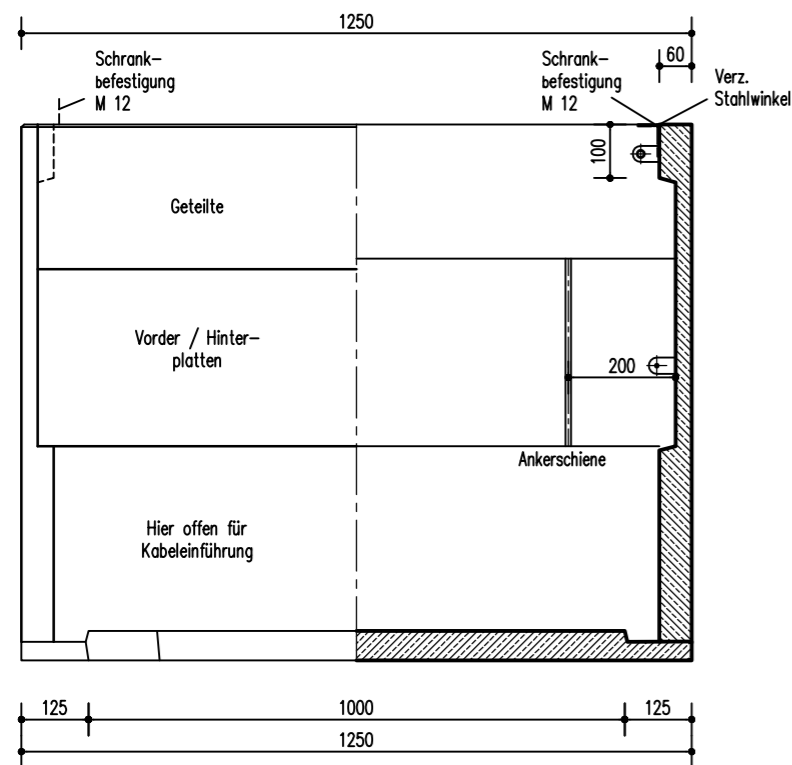 1250
Schrank-
befestigung
M 12
Schrank-
befestigung
M 12
60
Verz.
Stahlwinkel
100
Geteilte
Vorder / Hinter-
platten
200
Ankerschiene
Hier offen für
Kabeleinführung
125
1000
125
1250